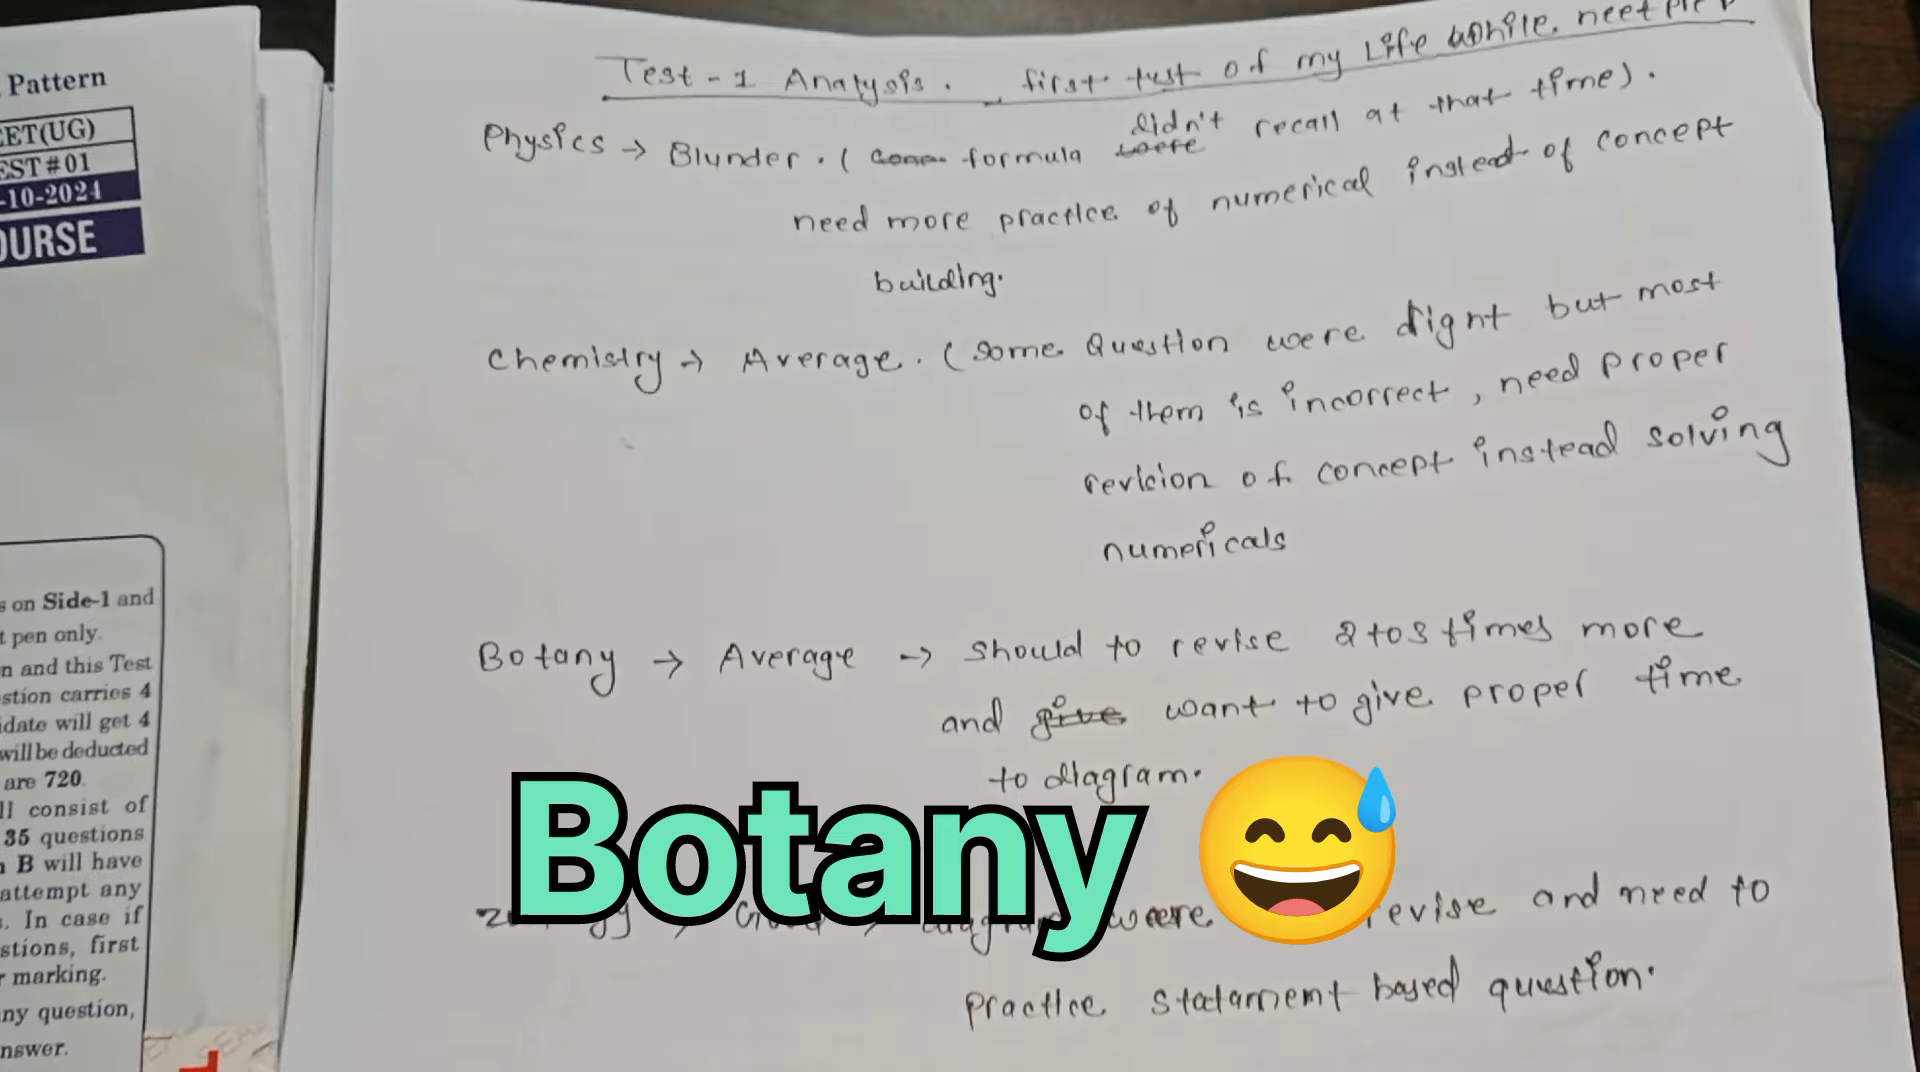 Pattern
EET(UG)
EST # 01
-10-2024
OURSE
s on Side-1 and
t pen only.
n and this Test
stion carries 4
idate will get 4
will be deducted
are 720.
ll consist of
35 questions
B will have
attempt any
. In case if
stions, first
r marking.
ny question,
nswer.
Test - 1 Analysis. first test of my Life while. neet
Physics → Blunder. ( formula didn't recall at that time).
need more practice of numerical instead of concept
building.
Chemistry → Average. (Some Question were right but most
of them is incorrect, need proper
revicion of concept instead solving
numericals
Botany → Average → should to revise 2 to 3 times more
and give want to give proper time
to diagram.
Botany 😅
were revise and need to
Practice statament based question.